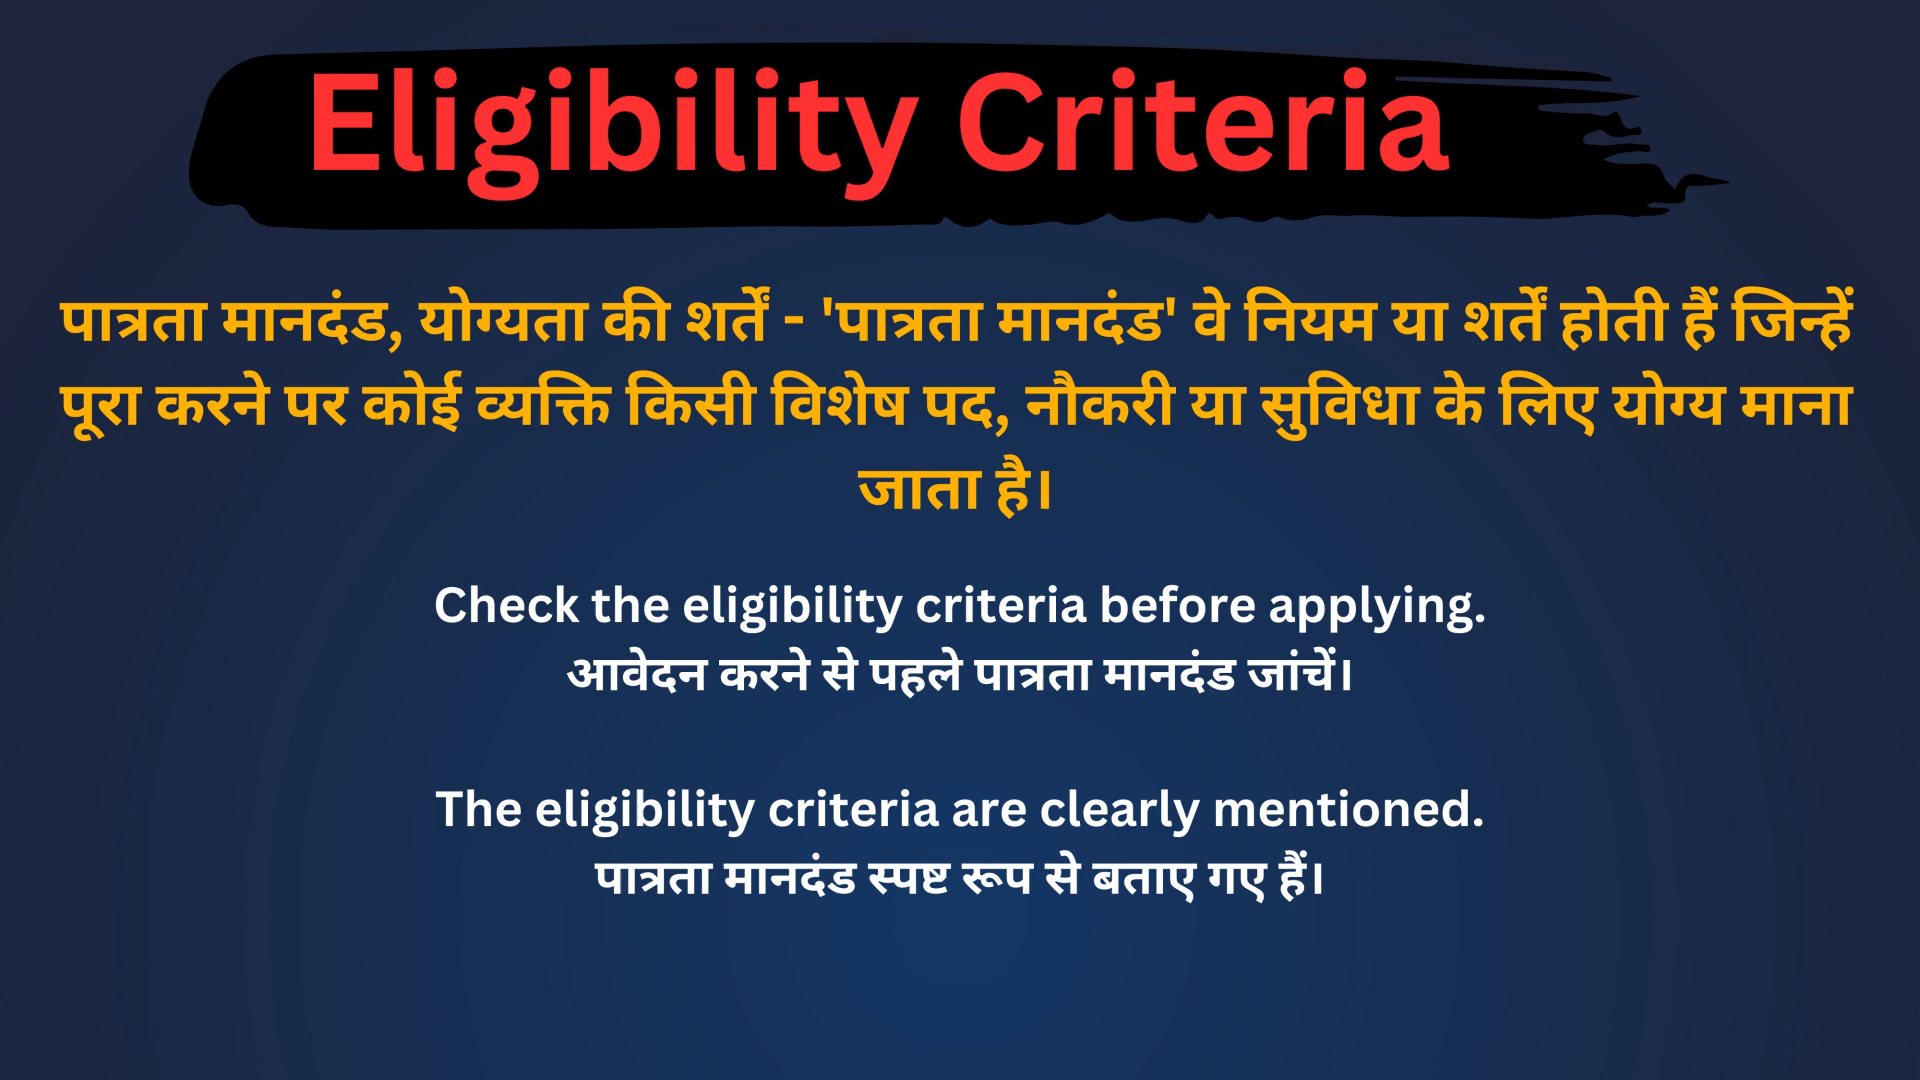 Eligibility Criteria
पात्रता मानदंड, योग्यता की शर्तें - 'पात्रता मानदंड' वे नियम या शर्तें होती हैं जिन्हें
पूरा करने पर कोई व्यक्ति किसी विशेष पद, नौकरी या सुविधा के लिए योग्य माना
जाता है।
Check the eligibility criteria before applying.
आवेदन करने से पहले पात्रता मानदंड जांचें।
The eligibility criteria are clearly mentioned.
पात्रता मानदंड स्पष्ट रूप से बताए गए हैं।